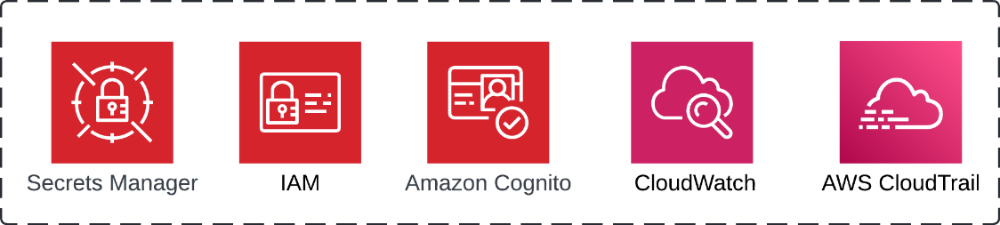 Secrets Manager
IAM
Amazon Cognito
CloudWatch
AWS CloudTrail